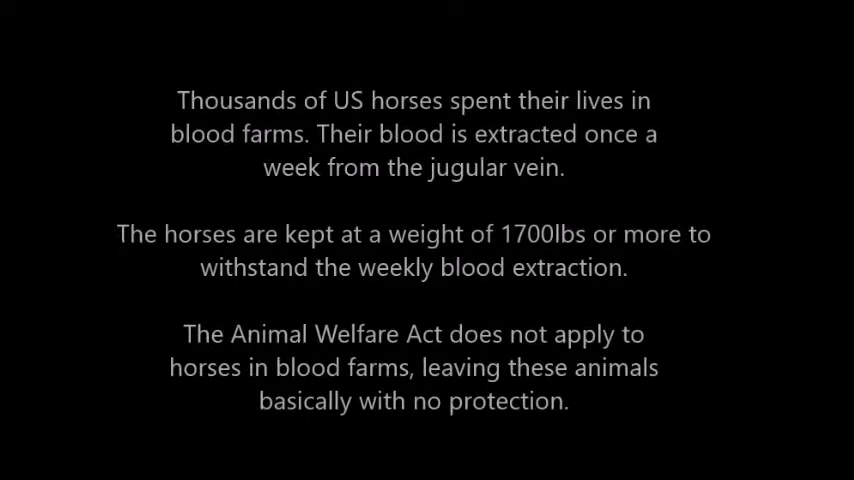 Thousands of US horses spent their lives in
blood farms. Their blood is extracted once a
week from the jugular vein.
The horses are kept at a weight of 1700lbs or more to
withstand the weekly blood extraction.
The Animal Welfare Act does not apply to
horses in blood farms, leaving these animals
basically with no protection.